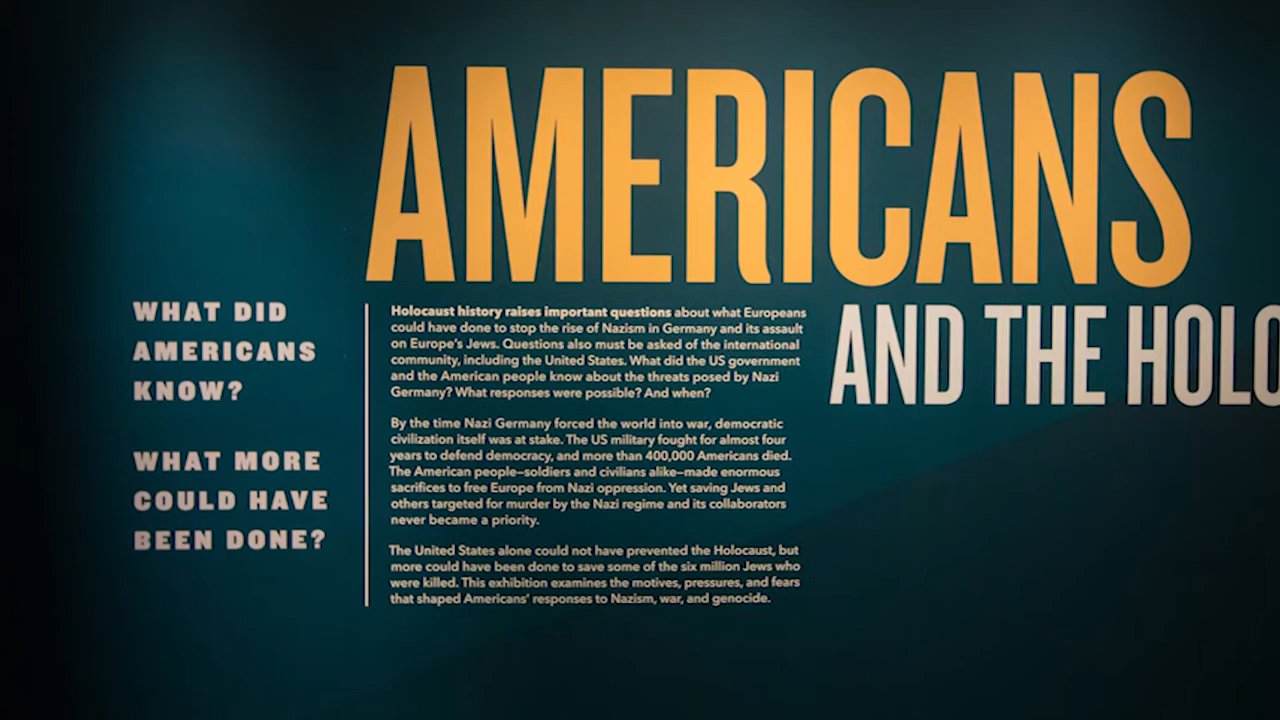 AMERICANS
AND THE HOLO
WHAT DID
AMERICANS
KNOW?
WHAT MORE
COULD HAVE
BEEN DONE?
Holocaust history raises important questions about what Europeans
could have done to stop the rise of Nazism in Germany and its assault
on Europe's Jews. Questions also must be asked of the international
community, including the United States. What did the US government
and the American people know about the threats posed by Nazi
Germany? What responses were possible? And when?
By the time Nazi Germany forced the world into war, democratic
civilization itself was at stake. The US military fought for almost four
years to defend democracy, and more than 400,000 Americans died.
The American people—soldiers and civilians alike—made enormous
sacrifices to free Europe from Nazi oppression. Yet saving Jews and
others targeted for murder by the Nazi regime and its collaborators
never became a priority.
The United States alone could not have prevented the Holocaust, but
more could have been done to save some of the six million Jews who
were killed. This exhibition examines the motives, pressures, and fears
that shaped Americans' responses to Nazism, war, and genocide.